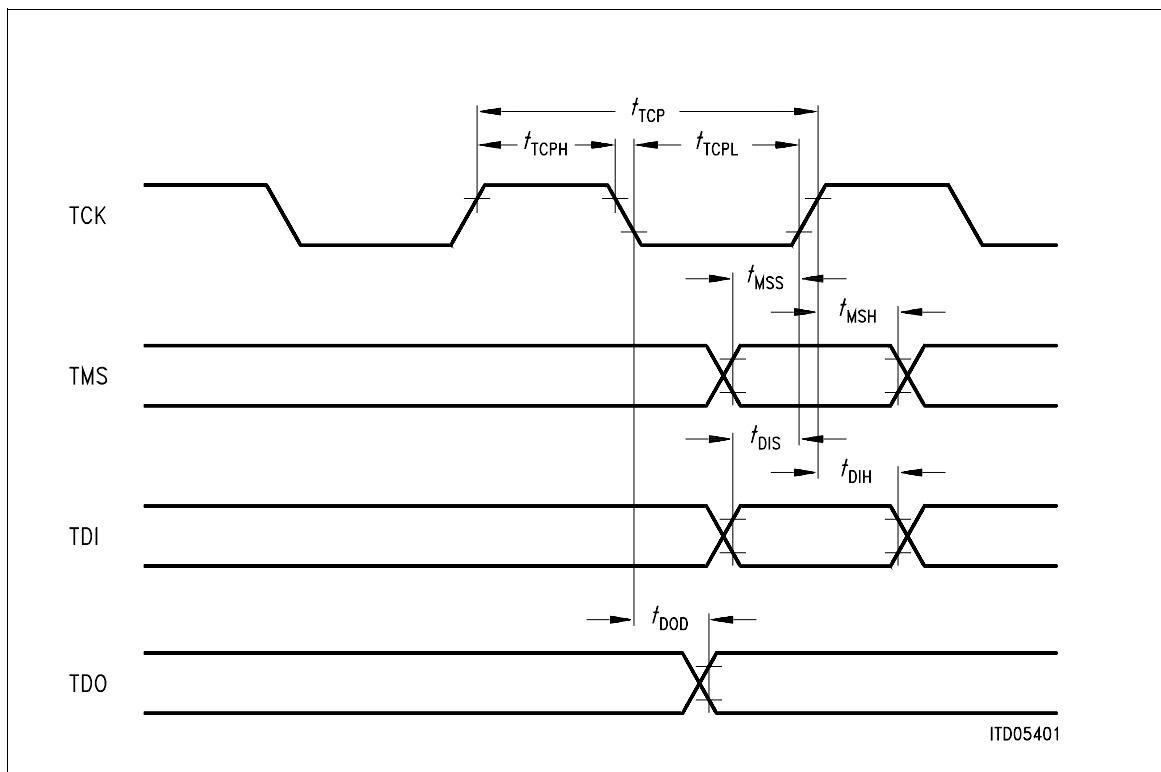 tTCP
tTCPH
tTCPL
TCK
tMSS
tMSH
TMS
tDIS
tDIH
TDI
tDOD
TDO
ITD05401